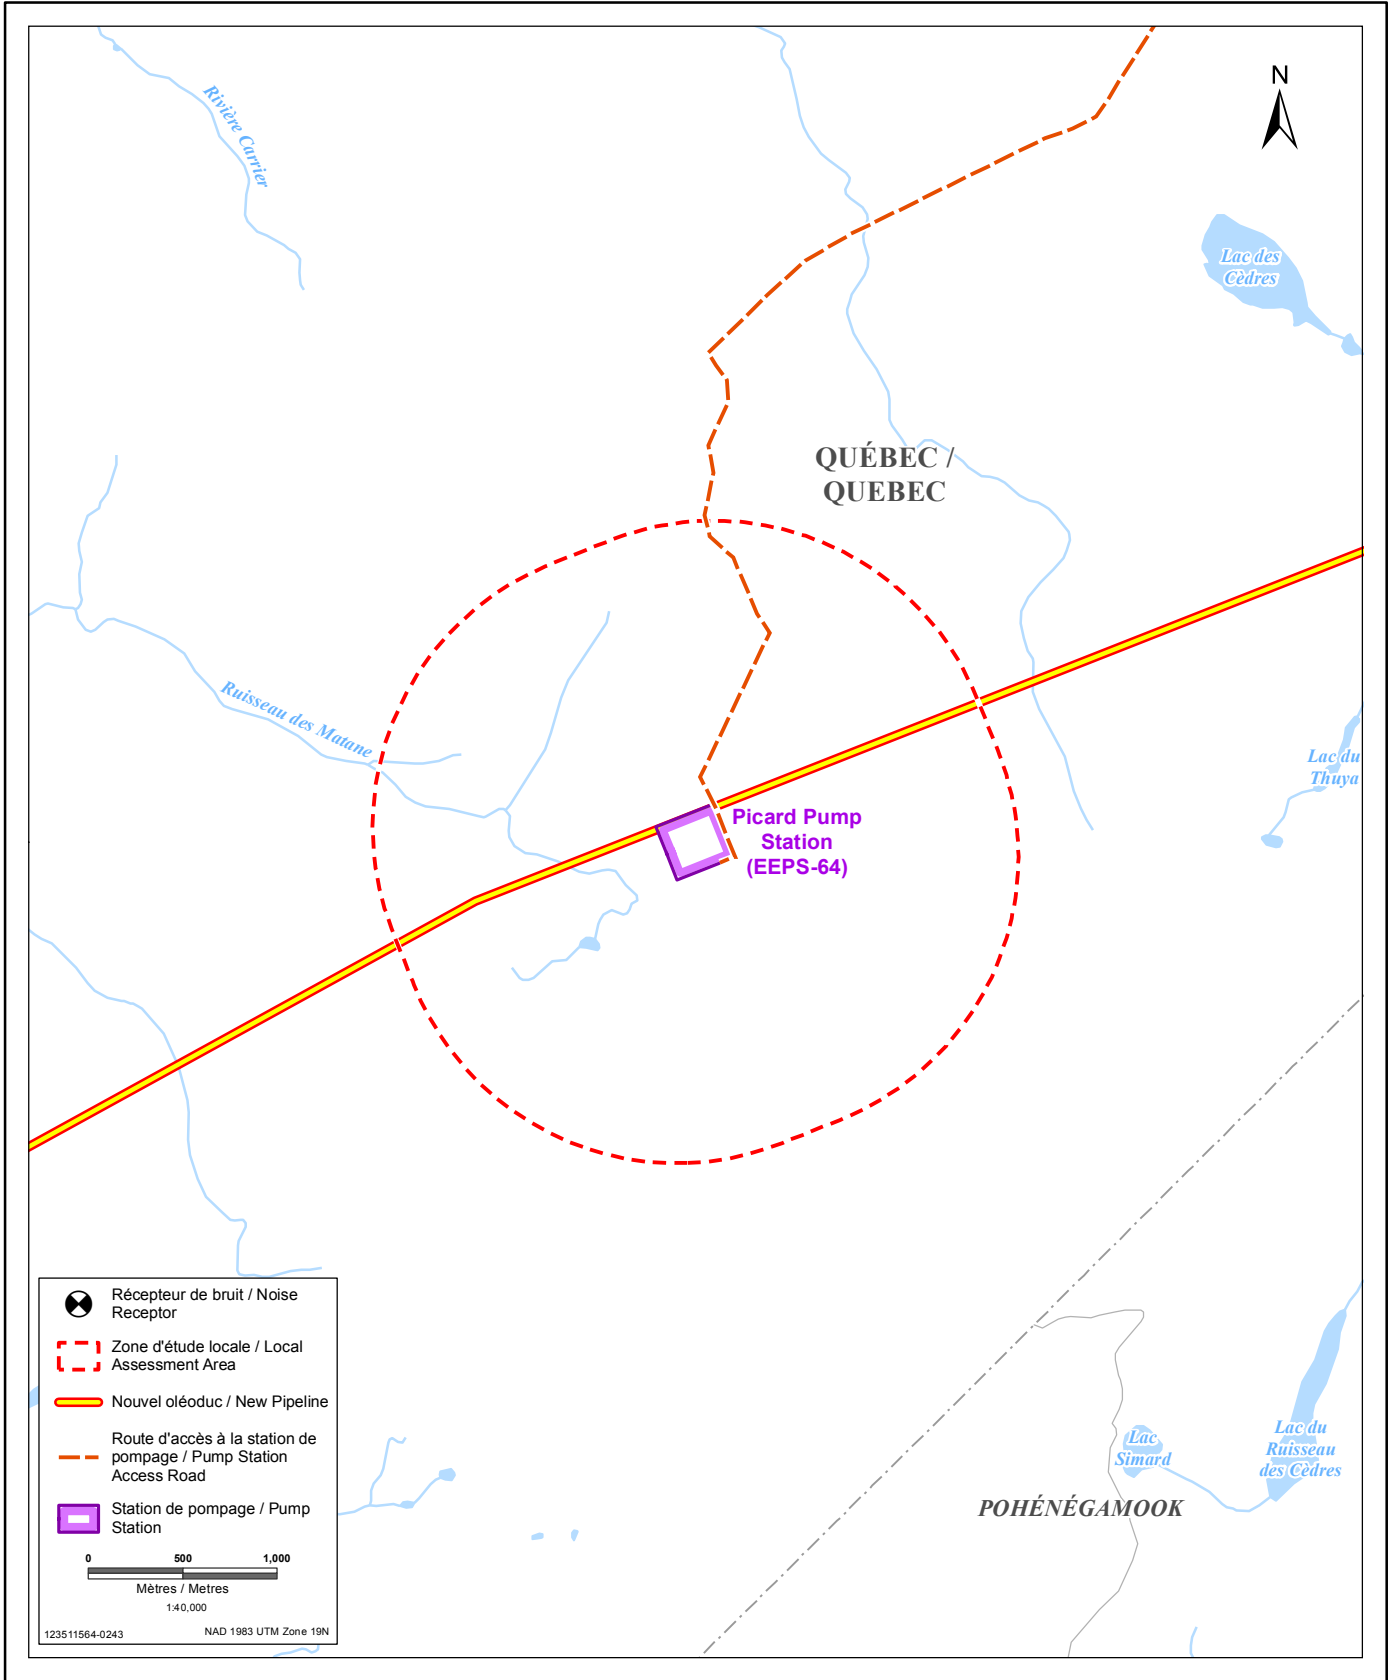 Rivière Carrier
N
Lac des
Cèdres
QUÉBEC /
QUEBEC
Ruisseau des Matane
Lac du
Thuya
Picard Pump
Station
(EEPS-64)
Récepteur de bruit / Noise
Receptor
Zone d'étude locale / Local
Assessment Area
Nouvel oléoduc / New Pipeline
Route d'accès à la station de
pompage / Pump Station
Access Road
Station de pompage / Pump
Station
0 500 1,000
Mètres / Metres
1:40,000
123511564-0243 NAD 1983 UTM Zone 19N
Lac
Simard
Lac du
Ruisseau
des Cèdres
POHÉNÉGAMOOK